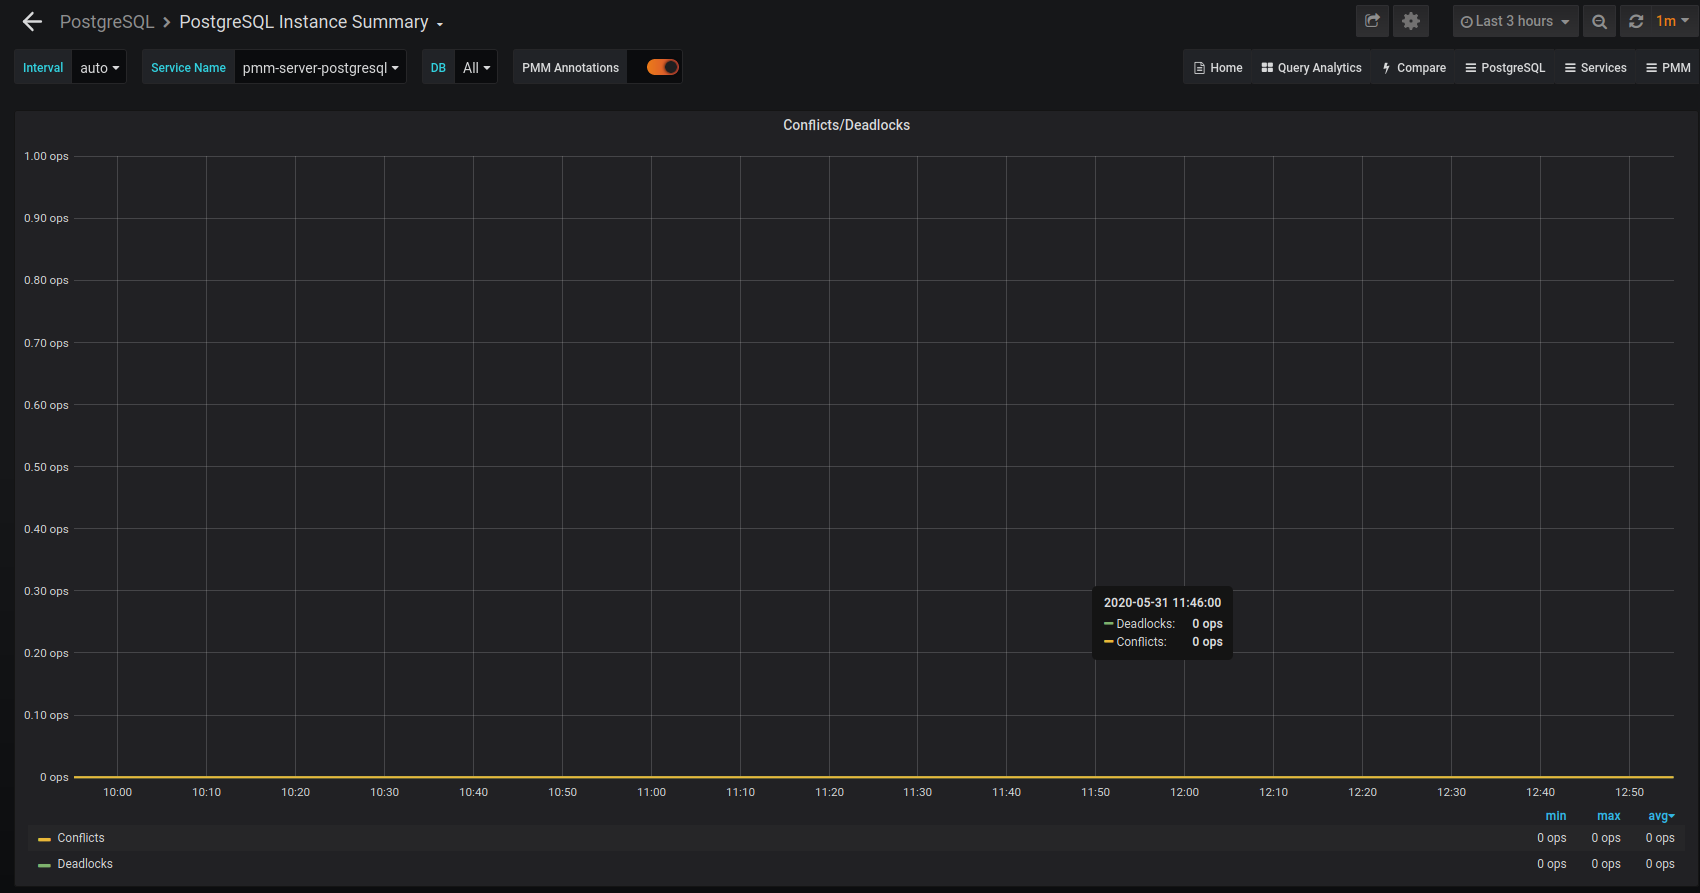 PostgreSQL > PostgreSQL Instance Summary Last 3 hours 1m
Interval auto Service Name pmm-server-postgresql DB All PMM Annotations Home Query Analytics Compare PostgreSQL Services PMM
Conflicts/Deadlocks
1.00 ops
0.90 ops
0.80 ops
0.70 ops
0.60 ops
0.50 ops
0.40 ops
0.30 ops
0.20 ops
0.10 ops
0 ops
2020-05-31 11:46:00
Deadlocks: 0 ops
Conflicts: 0 ops
10:00 10:10 10:20 10:30 10:40 10:50 11:00 11:10 11:20 11:30 11:40 11:50 12:00 12:10 12:20 12:30 12:40 12:50
min max avg
Conflicts 0 ops 0 ops 0 ops
Deadlocks 0 ops 0 ops 0 ops